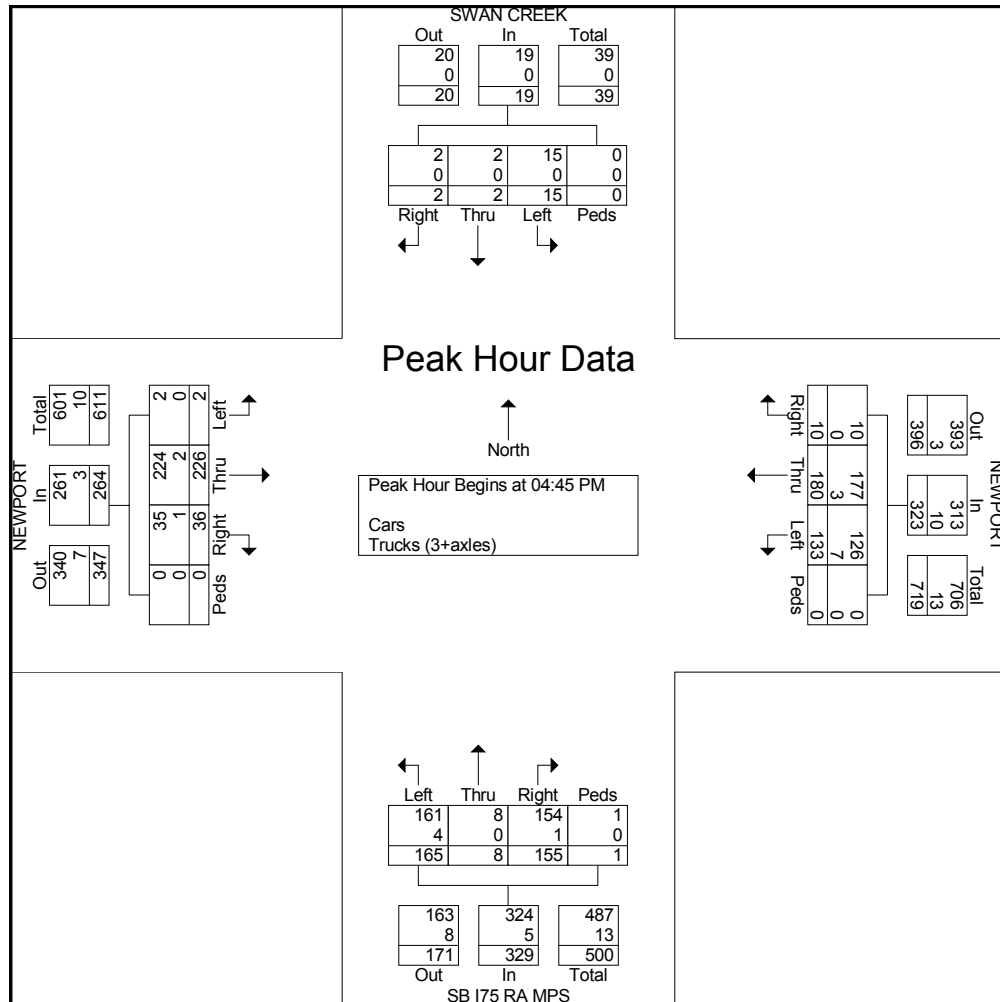 SWAN CREEK
Out In Total
20 19 39
0 0 0
20 19 39
2 2 15 0
0 0 0 0
2 2 15 0
Right Thru Left Peds
Peak Hour Data
North
Peak Hour Begins at 04:45 PM
Cars
Trucks (3+axles)
NEWPORT
Total In Out
601 261 340
10 3 7
611 264 347
2 224 35 0
0 2 1 0
2 226 36 0
Left Thru Right Peds
NEWPORT
Out In Total
393 313 706
3 10 13
396 323 719
10 177 126 0
0 3 7 0
10 180 133 0
Right Thru Left Peds
Left Thru Right Peds
161 8 154 1
4 0 1 0
165 8 155 1
163 324 487
8 5 13
171 329 500
Out In Total
SB I75 RA MPS